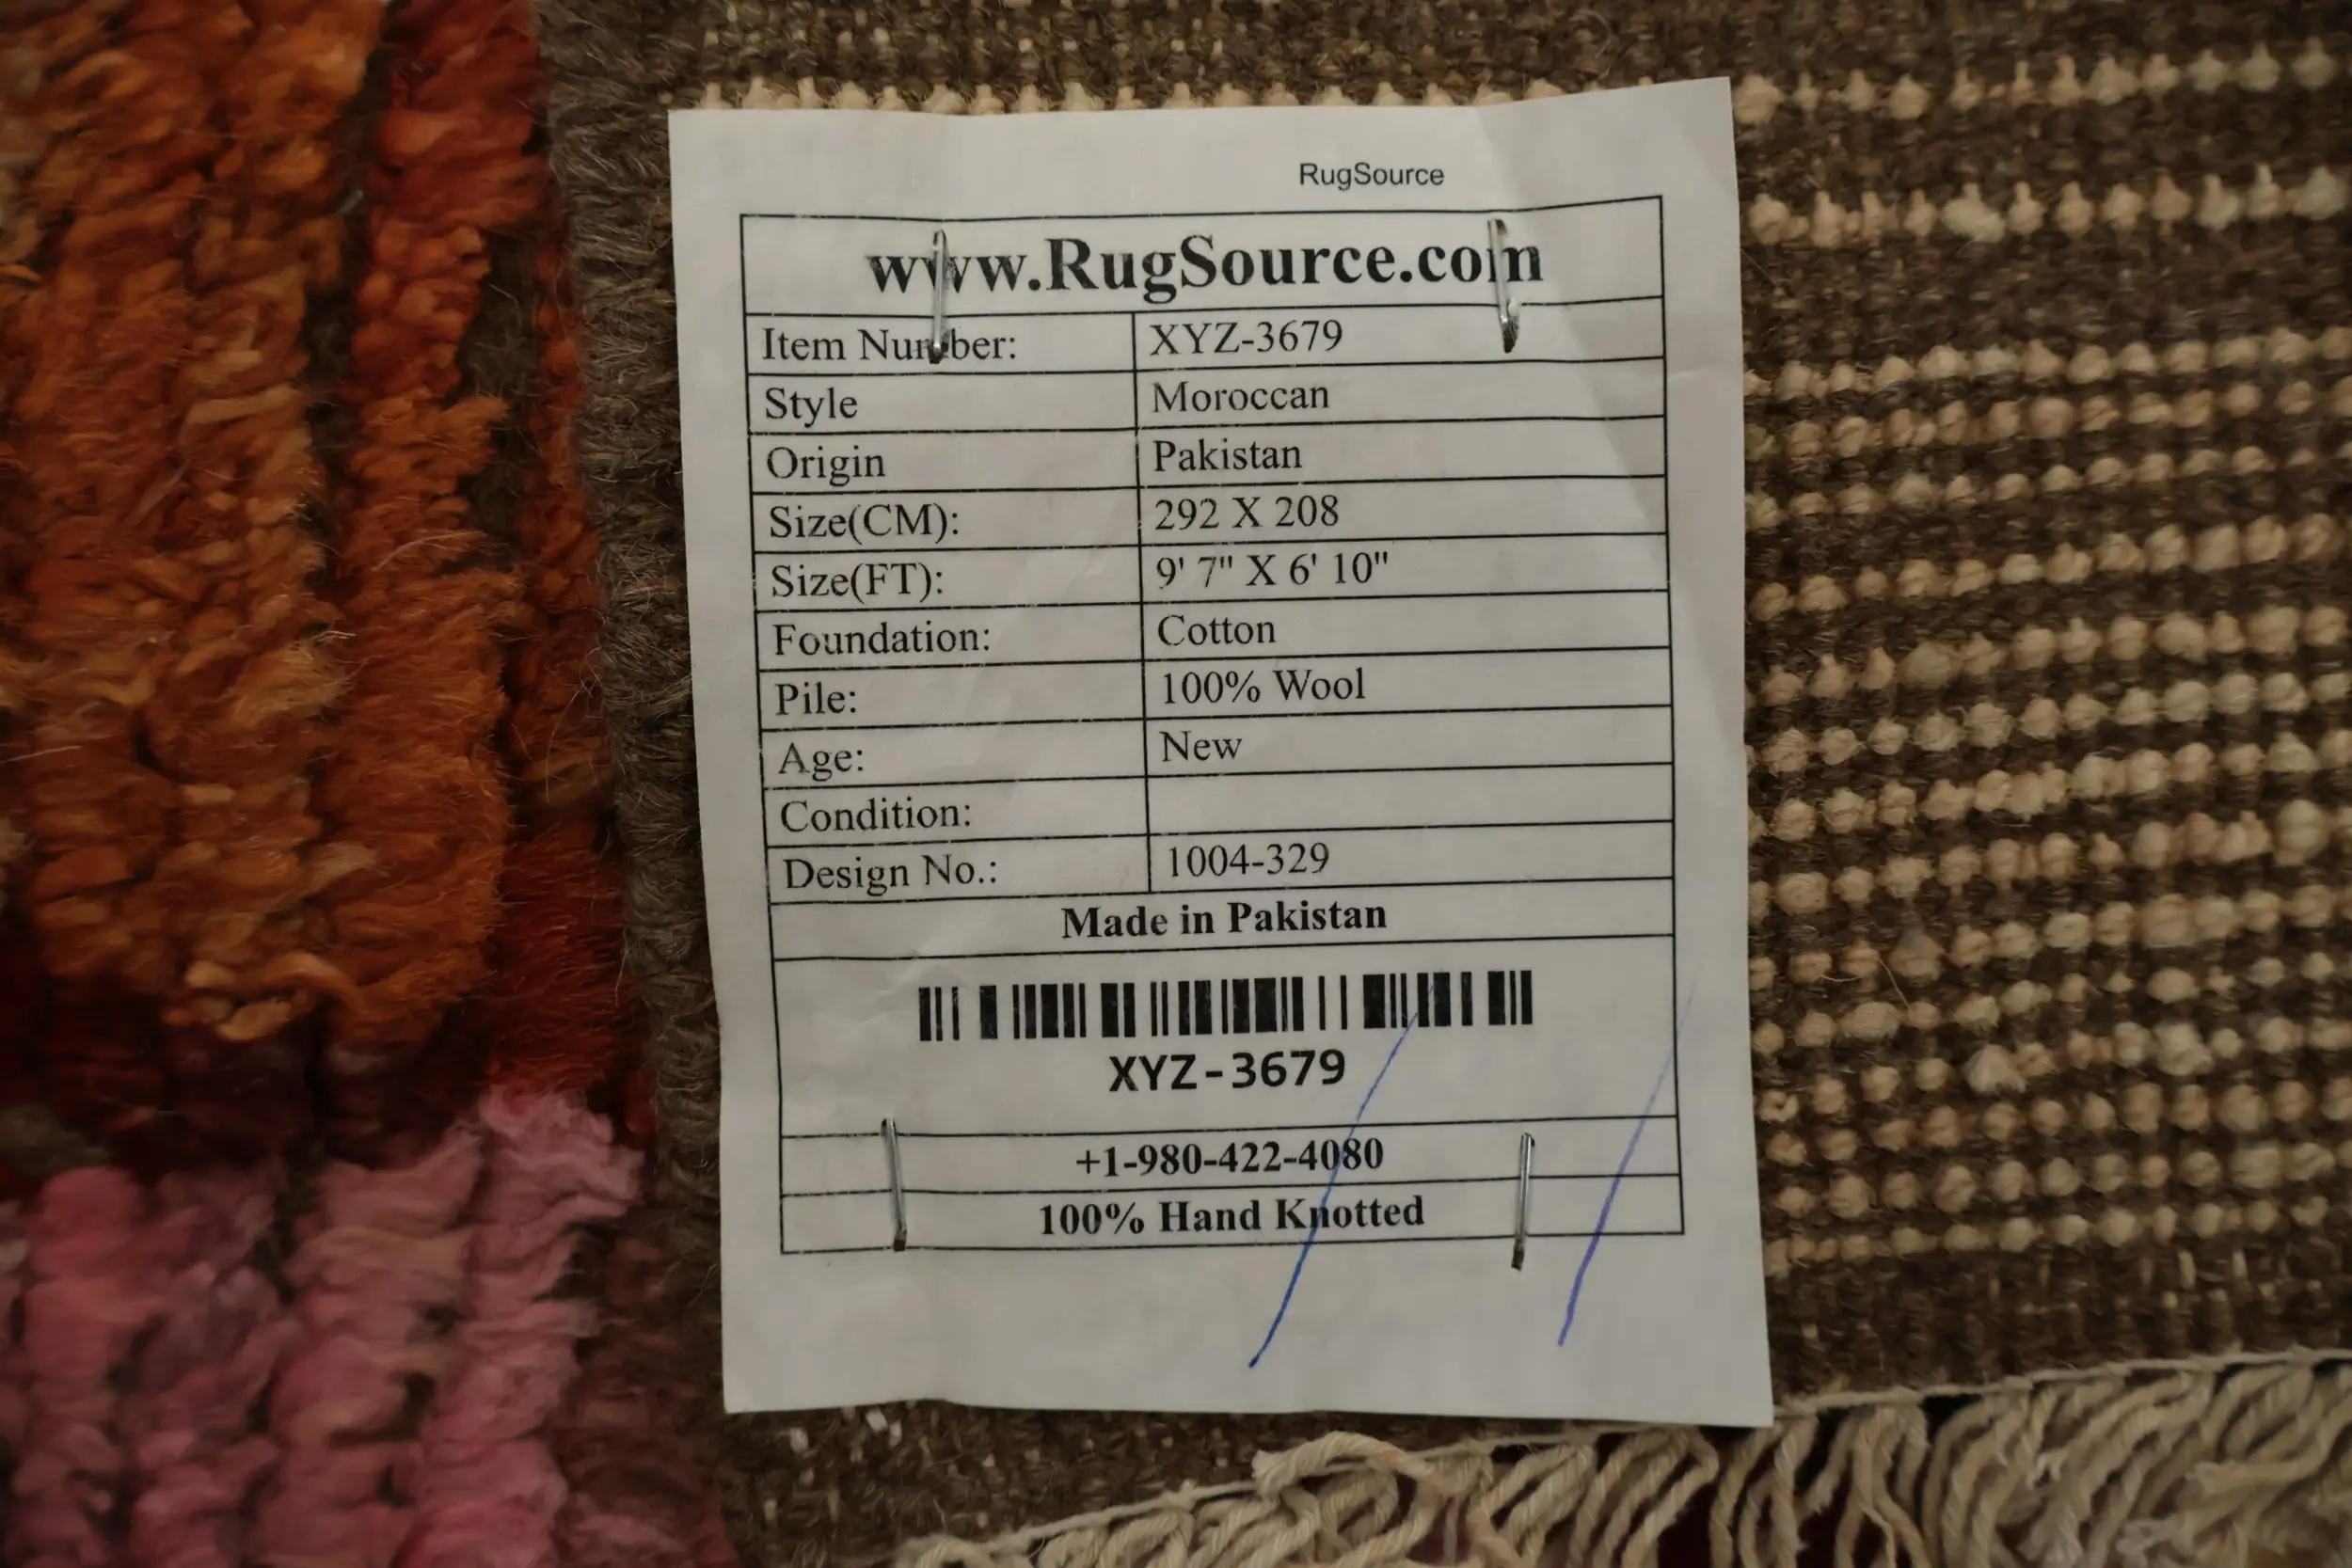 RugSource
www.RugSource.com
Item Number: XYZ-3679
Style Moroccan
Origin Pakistan
Size(CM): 292 X 208
Size(FT): 9' 7" X 6' 10"
Foundation: Cotton
Pile: 100% Wool
Age: New
Condition:
Design No.: 1004-329
Made in Pakistan
XYZ-3679
+1-980-422-4080
100% Hand Knotted